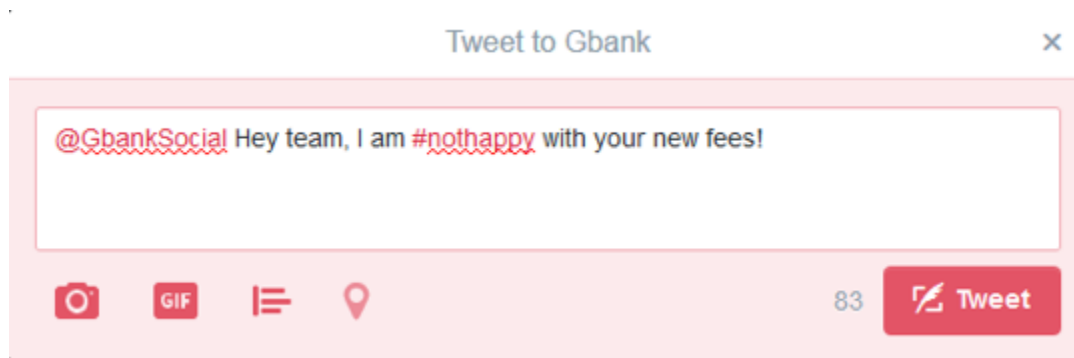 Tweet to Gbank ×
@GbankSocial Hey team, I am #nothappy with your new fees!
GIF 83 Tweet